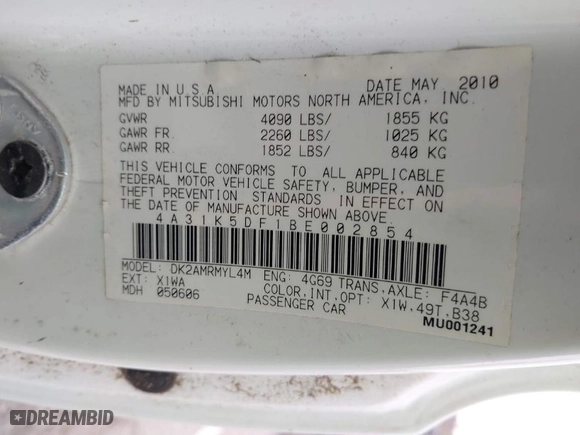 MADE IN U.S.A DATE MAY 2010
MFD BY MITSUBISHI MOTORS NORTH AMERICA, INC.
GVWR 4090 LBS/ 1855 KG
GAWR FR 2260 LBS/ 1025 KG
GAWR RR 1852 LBS/ 840 KG
THIS VEHICLE CONFORMS TO ALL APPLICABLE
FEDERAL MOTOR VEHICLE SAFETY, BUMPER, AND
THEFT PREVENTION STANDARDS IN EFFECT ON
THE DATE OF MANUFACTURE SHOWN ABOVE.
4A31K5DF1BE002854
MODEL: DK2AMRMYL4M ENG: 4G69 TRANS,AXLE: F4A4B
EXT: X1WA COLOR,INT,OPT: X1W,49T,B38
MDH 050606 PASSENGER CAR
MU001241
DREAMBID